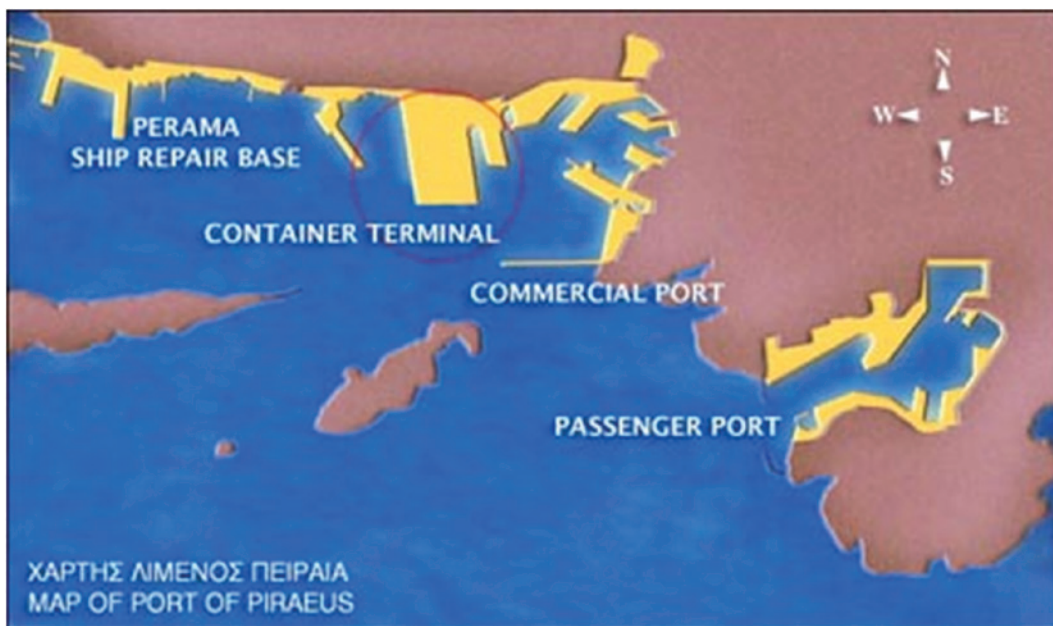 N
W E
S
PERAMA
SHIP REPAIR BASE
CONTAINER TERMINAL
COMMERCIAL PORT
PASSENGER PORT
ΧΑΡΤΗΣ ΛΙΜΕΝΟΣ ΠΕΙΡΑΙΑ
MAP OF PORT OF PIRAEUS